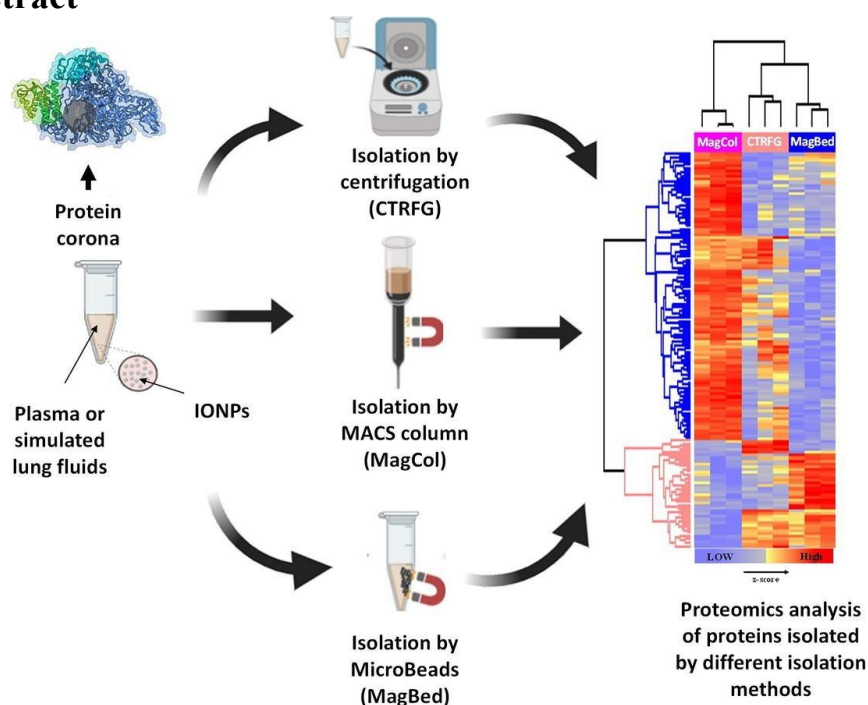 stract
Protein
corona
Plasma or
simulated
lung fluids
IONPs
Isolation by
centrifugation
(CTRFG)
Isolation by
MACS column
(MagCol)
Isolation by
MicroBeads
(MagBed)
MagCol CTRFG MagBed
LOW High
z-score
Proteomics analysis
of proteins isolated
by different isolation
methods